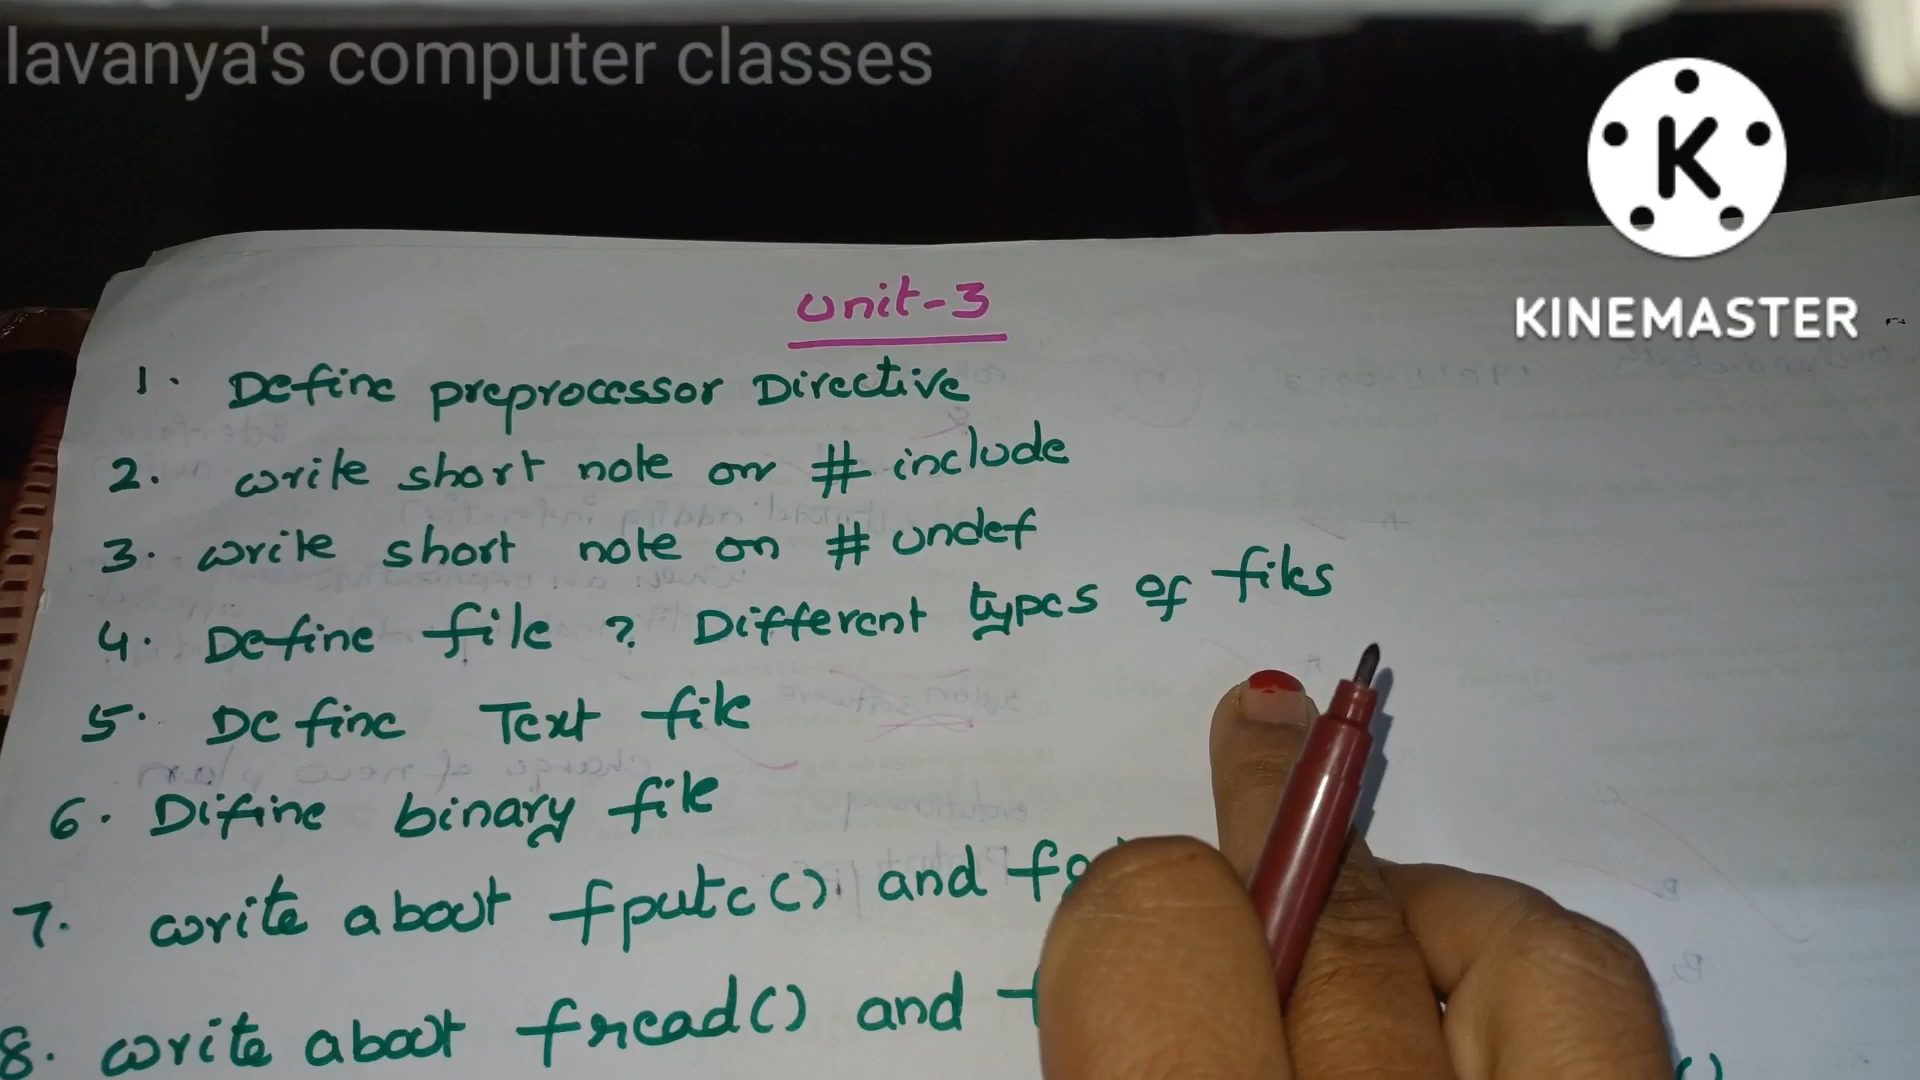 lavanya's computer classes
K
KINEMASTER
Unit-3
1. Define preprocessor Directive
2. write short note on # include
3. write short note on # undef
4. Define file ? Different types of files
5. Define Text file
6. Difine binary file
7. write about fputc() and
8. write about fread() and